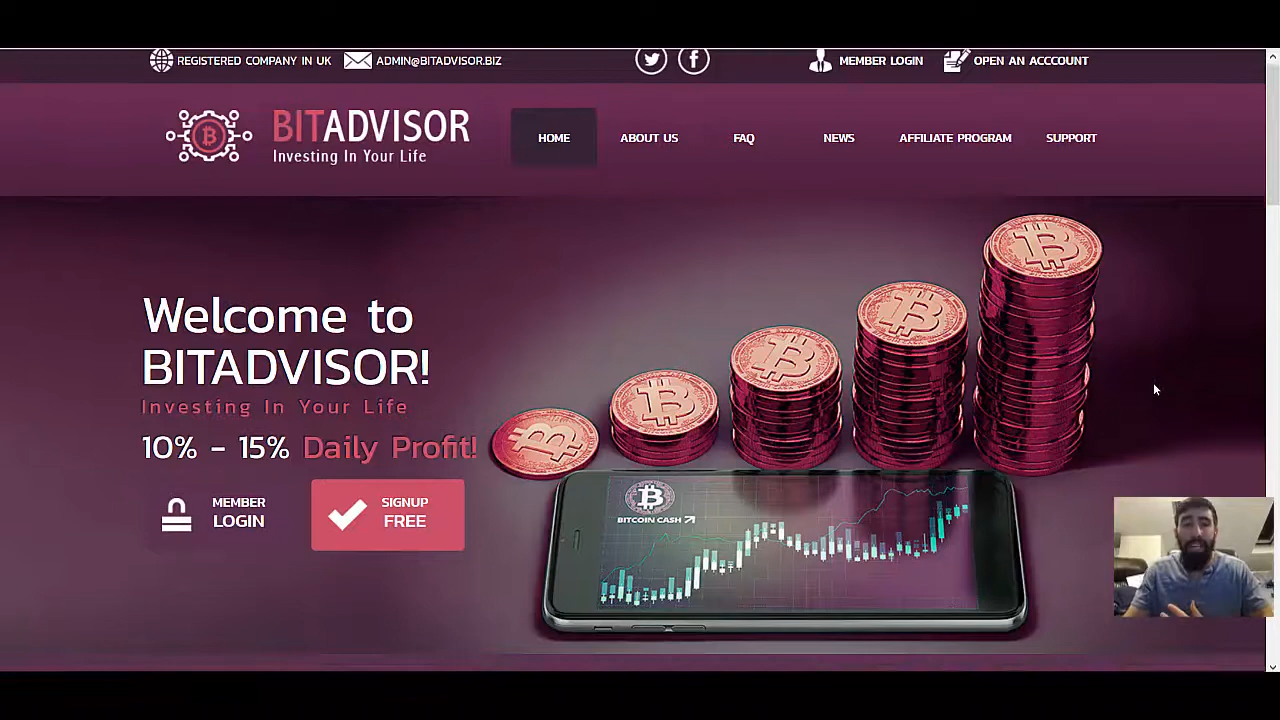 REGISTERED COMPANY IN UK
ADMIN@BITADVISOR.BIZ
MEMBER LOGIN
OPEN AN ACCCOUNT
BITADVISOR
Investing In Your Life
HOME
ABOUT US
FAQ
NEWS
AFFILIATE PROGRAM
SUPPORT
Welcome to
BITADVISOR!
Investing In Your Life
10% - 15% Daily Profit!
MEMBER
LOGIN
SIGNUP
FREE
BITCOIN CASH